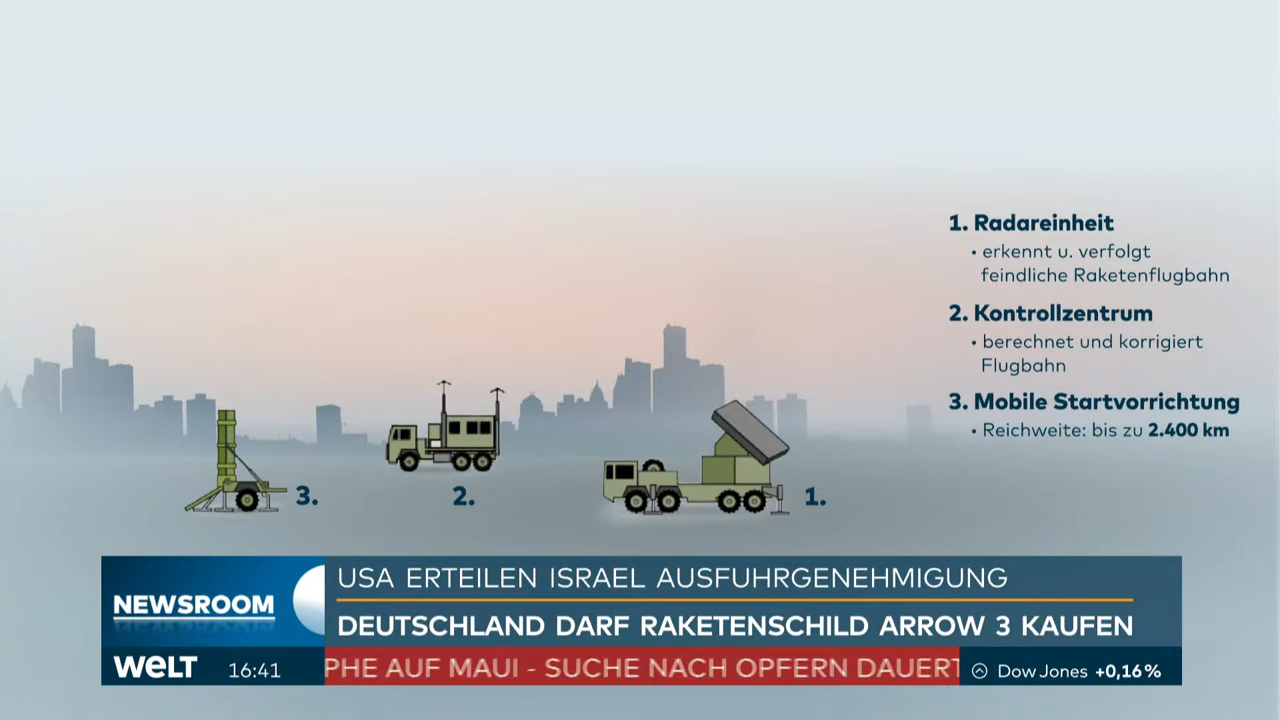 1. Radareinheit
• erkennt u. verfolgt
feindliche Raketenflugbahn
2. Kontrollzentrum
• berechnet und korrigiert
Flugbahn
3. Mobile Startvorrichtung
• Reichweite: bis zu 2.400 km
3.
2.
1.
NEWSROOM
USA ERTEILEN ISRAEL AUSFUHRGENEHMIGUNG
DEUTSCHLAND DARF RAKETENSCHILD ARROW 3 KAUFEN
WELT 16:41
PHE AUF MAUI - SUCHE NACH OPFERN DAUERT
Dow Jones +0,16%